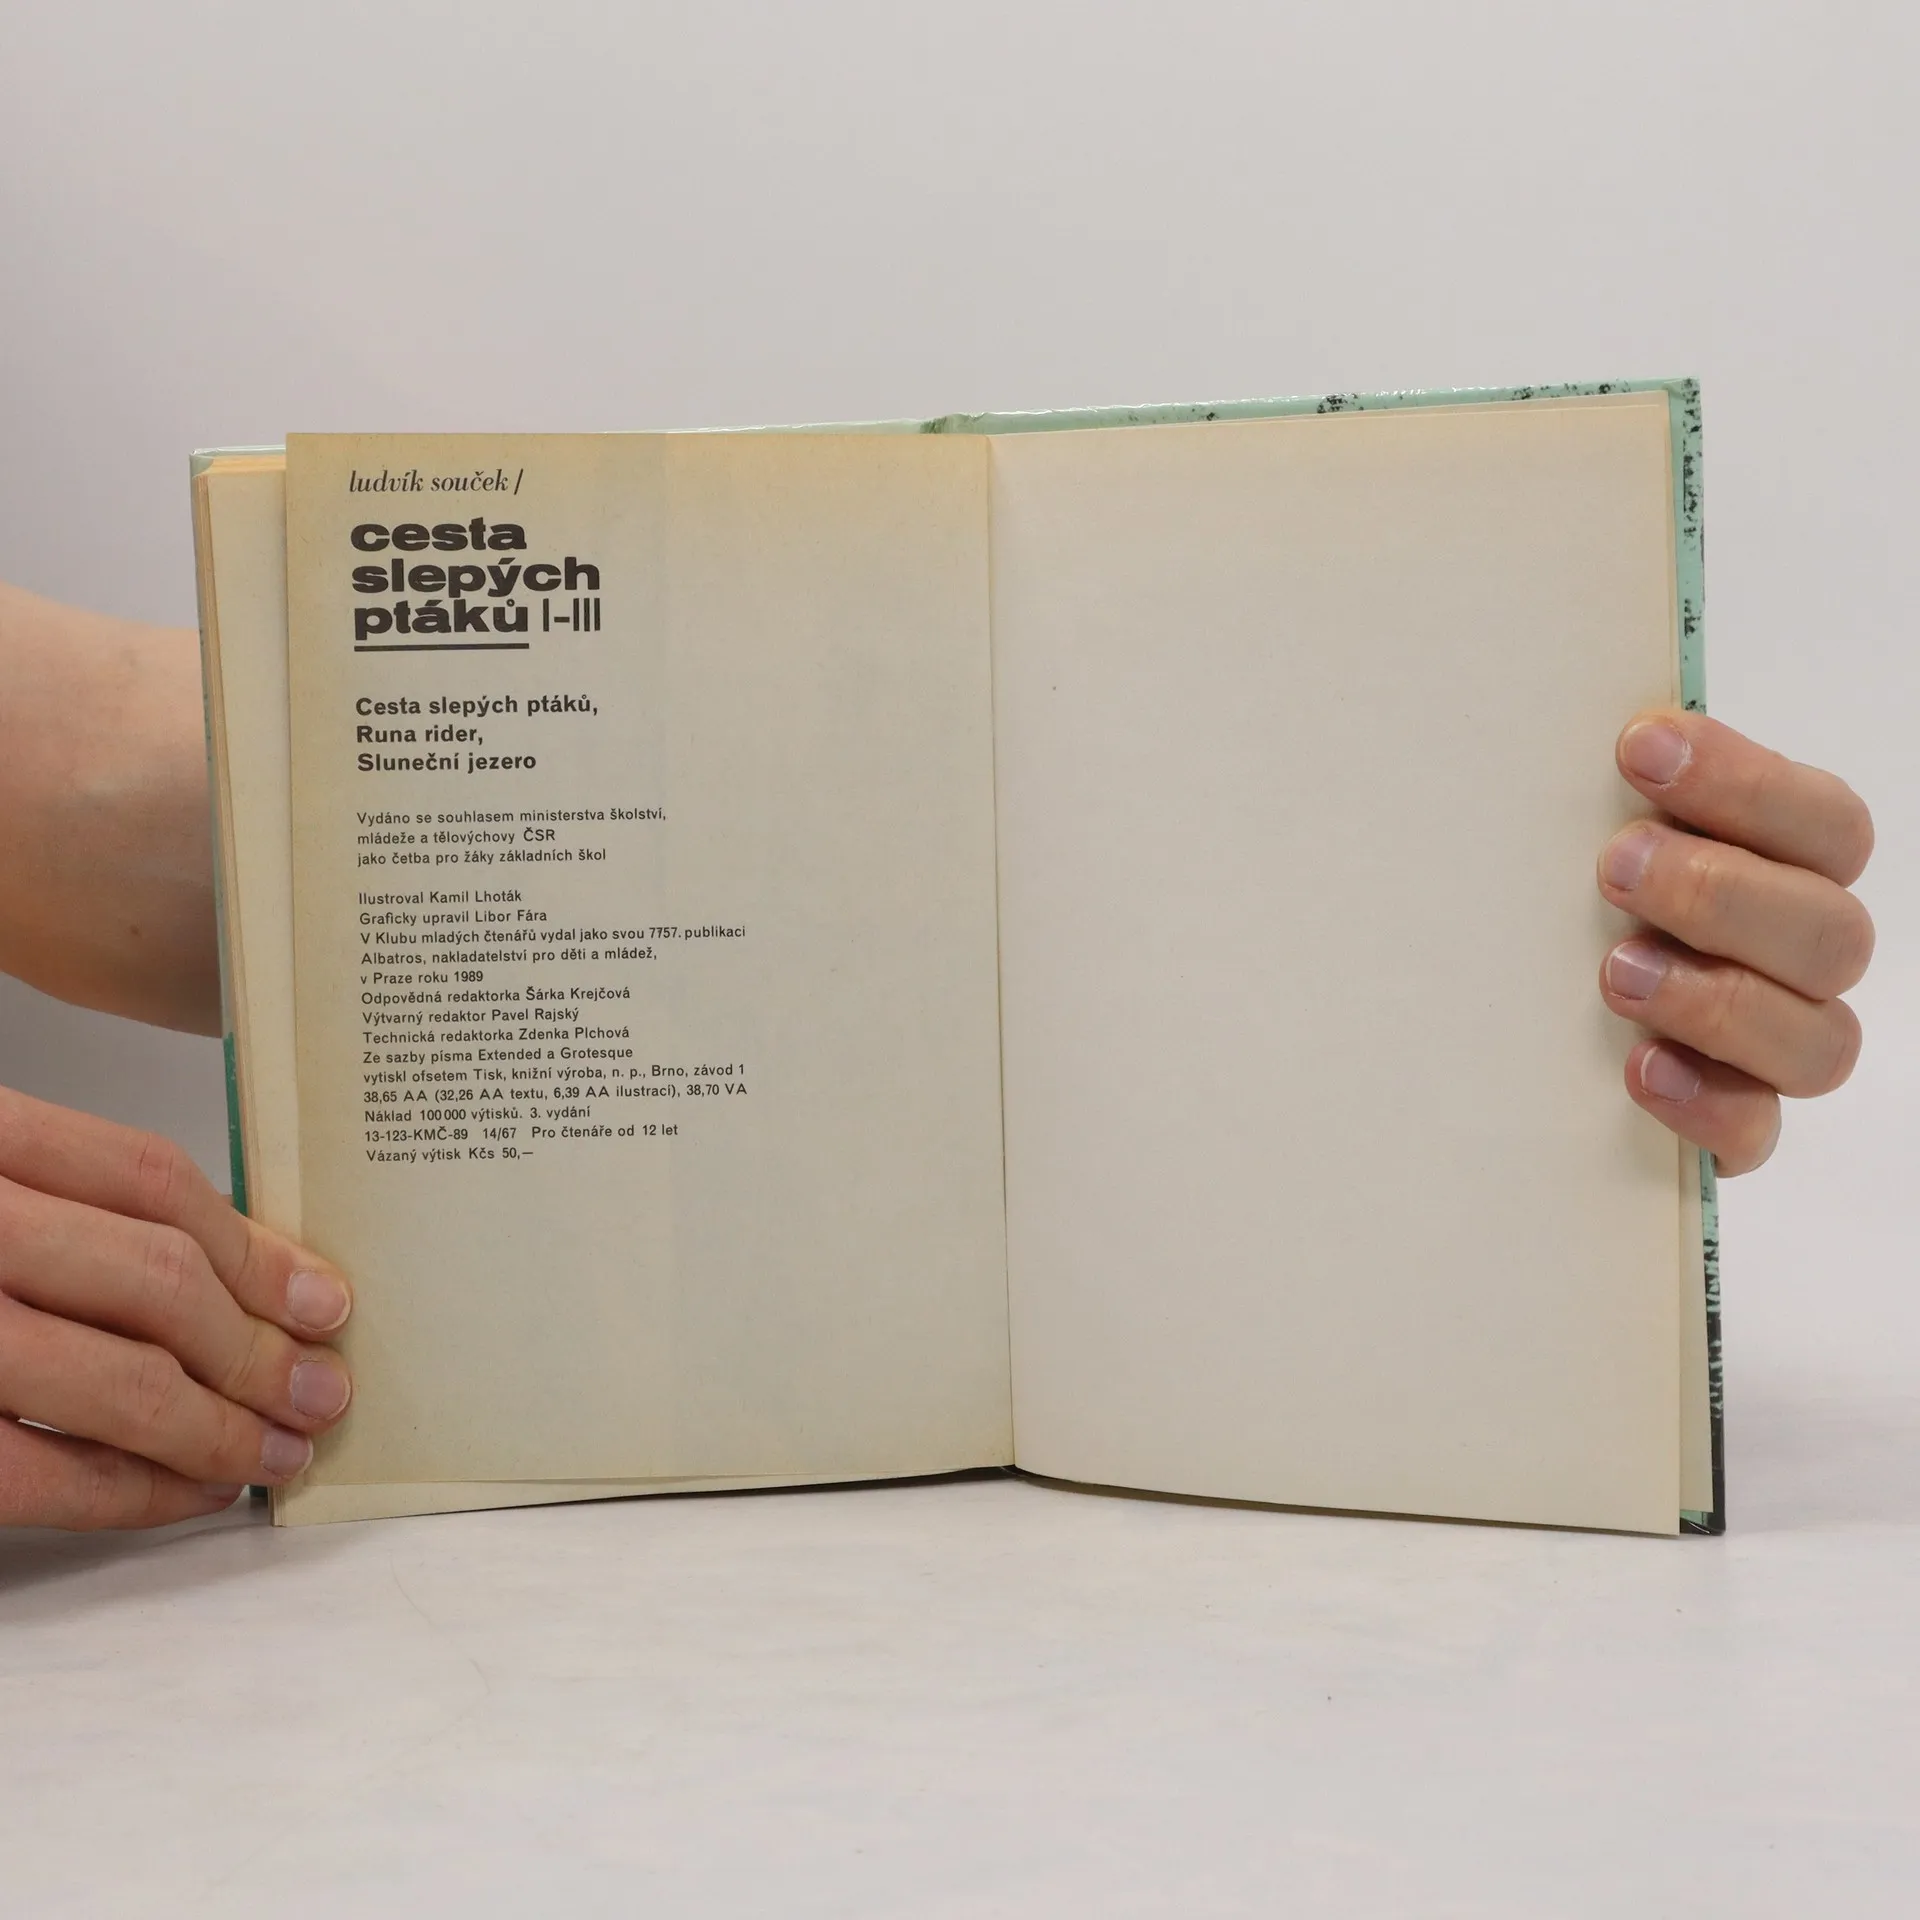 ludvík souček /
cesta
slepých
ptáků I-III
Cesta slepých ptáků,
Runa rider,
Sluneční jezero
Vydáno se souhlasem ministerstva školství,
mládeže a tělovýchovy ČSR
jako četba pro žáky základních škol
Ilustroval Kamil Lhoták
Graficky upravil Libor Fára
V Klubu mladých čtenářů vydal jako svou 7757. publikaci
Albatros, nakladatelství pro děti a mládež,
v Praze roku 1989
Odpovědná redaktorka Šárka Krejčová
Výtvarný redaktor Pavel Rajský
Technická redaktorka Zdenka Plchová
Ze sazby písma Extended a Grotesque
vytiskl ofsetem Tisk, knižní výroba, n. p., Brno, závod 1
38,65 AA (32,26 AA textu, 6,39 AA ilustrací), 38,70 VA
Náklad 100 000 výtisků. 3. vydání
13-123-KMČ-89 14/67 Pro čtenáře od 12 let
Vázaný výtisk Kčs 50,—